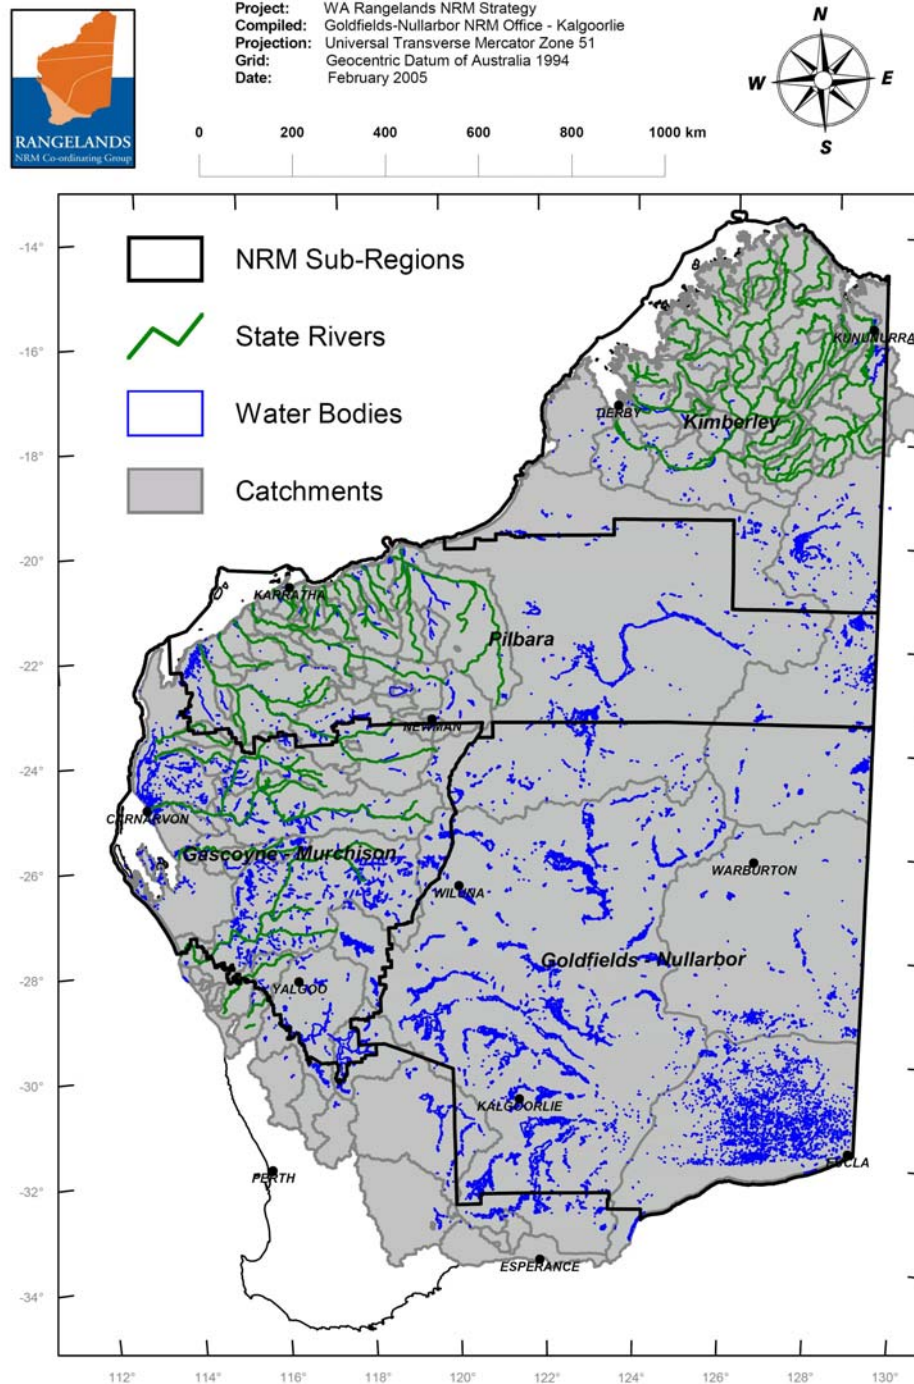 Project: WA Rangelands NRM Strategy
Compiled: Goldfields-Nullarbor NRM Office - Kalgoorlie
Projection: Universal Transverse Mercator Zone 51
Grid: Geocentric Datum of Australia 1994
Date: February 2005
RANGELANDS
NRM Co-ordinating Group
N
W E
S
0 200 400 600 800 1000 km
NRM Sub-Regions
State Rivers
Water Bodies
Catchments
-14°
-16°
-18°
-20°
-22°
-24°
-26°
-28°
-30°
-32°
-34°
KUNUNURRA
DERBY
Kimberley
KARRATHA
Pilbara
NEWMAN
CERNARVON
Gascoyne - Murchison
WARBURTON
WILUNA
Goldfields - Nullarbor
YALGOO
KALGOORLIE
EUCLA
PERTH
ESPERANCE
112° 114° 116° 118° 120° 122° 124° 126° 128° 130°